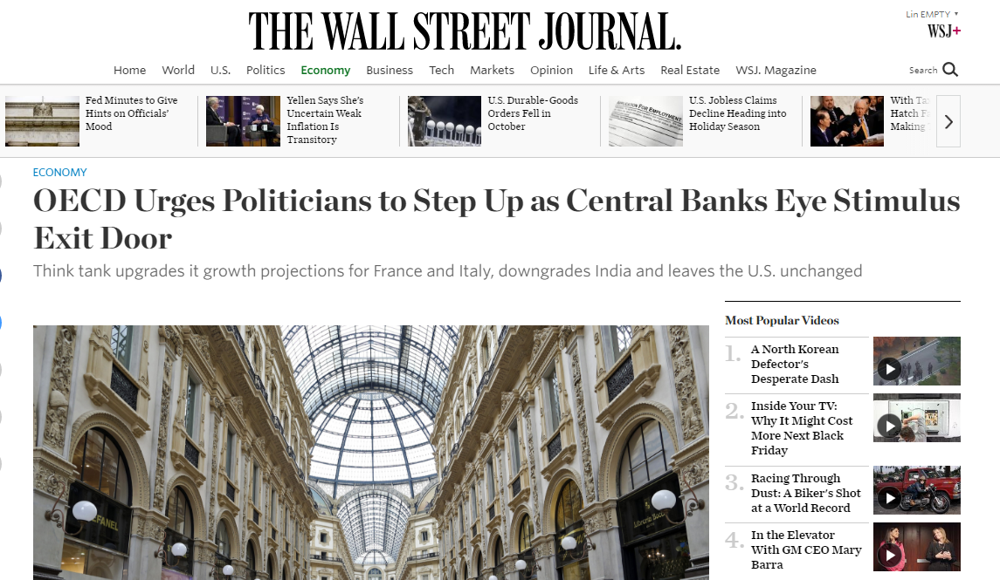 THE WALL STREET JOURNAL.
Lin EMPTY
WSJ+
Home World U.S. Politics Economy Business Tech Markets Opinion Life & Arts Real Estate WSJ. Magazine
Search
Fed Minutes to Give
Hints on Officials'
Mood
Yellen Says She's
Uncertain Weak
Inflation Is
Transitory
U.S. Durable-Goods
Orders Fell in
October
APPLICATION FOR EMPLOYMENT
U.S. Jobless Claims
Decline Heading into
Holiday Season
With
Hatch
Making
ECONOMY
OECD Urges Politicians to Step Up as Central Banks Eye Stimulus
Exit Door
Think tank upgrades it growth projections for France and Italy, downgrades India and leaves the U.S. unchanged
Most Popular Videos
1.
A North Korean
Defector's
Desperate Dash
2.
Inside Your TV:
Why It Might Cost
More Next Black
Friday
3.
Racing Through
Dust: A Biker's Shot
at a World Record
4.
In the Elevator
With GM CEO Mary
Barra